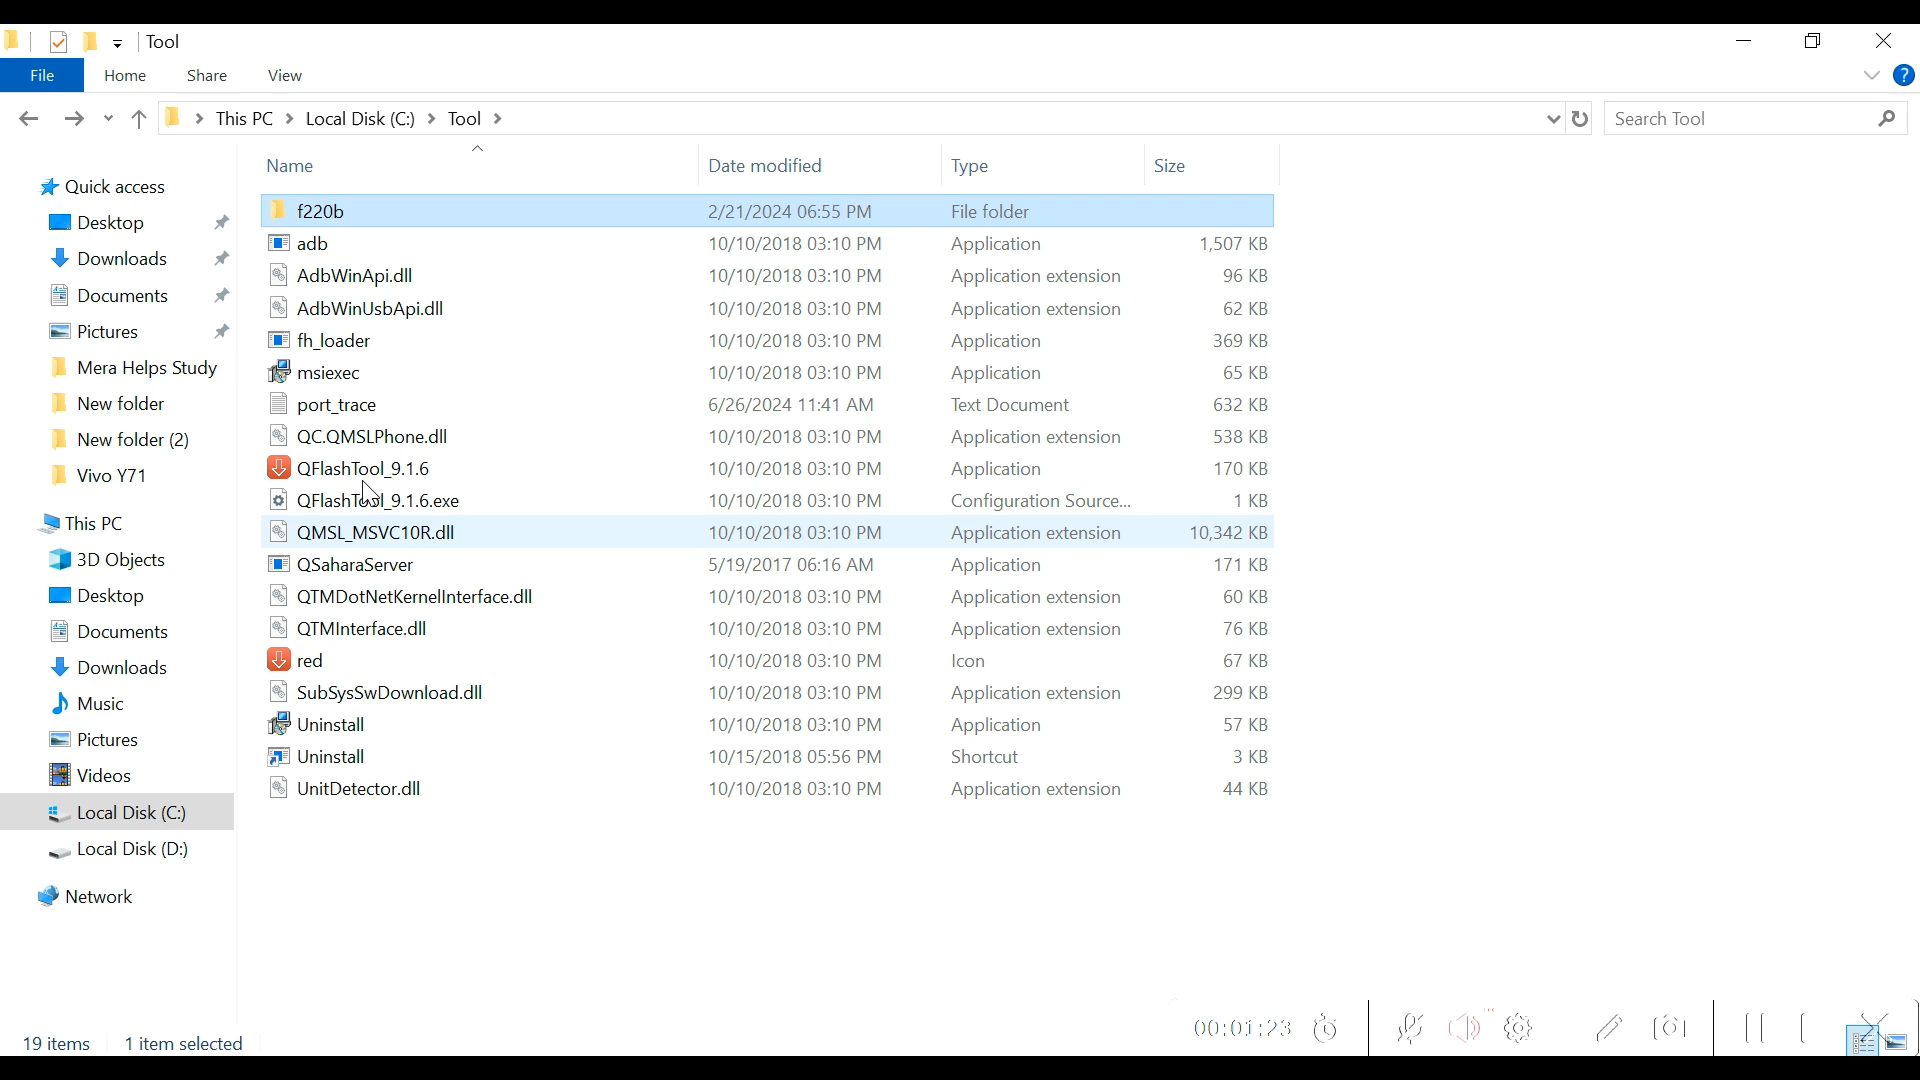 Tool
File Home Share View
This PC Local Disk (C:) Tool
Search Tool
Name Date modified Type Size
Quick access
Desktop
Downloads
Documents
Pictures
Mera Helps Study
New folder
New folder (2)
Vivo Y71
This PC
3D Objects
Desktop
Documents
Downloads
Music
Pictures
Videos
Local Disk (C:)
Local Disk (D:)
Network
f220b 2/21/2024 06:55 PM File folder
adb 10/10/2018 03:10 PM Application 1,507 KB
AdbWinApi.dll 10/10/2018 03:10 PM Application extension 96 KB
AdbWinUsbApi.dll 10/10/2018 03:10 PM Application extension 62 KB
fh_loader 10/10/2018 03:10 PM Application 369 KB
msiexec 10/10/2018 03:10 PM Application 65 KB
port_trace 6/26/2024 11:41 AM Text Document 632 KB
QC.QMSLPhone.dll 10/10/2018 03:10 PM Application extension 538 KB
QFlashTool_9.1.6 10/10/2018 03:10 PM Application 170 KB
QFlashTool_9.1.6.exe 10/10/2018 03:10 PM Configuration Source... 1 KB
QMSL_MSVC10R.dll 10/10/2018 03:10 PM Application extension 10,342 KB
QSaharaServer 5/19/2017 06:16 AM Application 171 KB
QTMDotNetKernelInterface.dll 10/10/2018 03:10 PM Application extension 60 KB
QTMInterface.dll 10/10/2018 03:10 PM Application extension 76 KB
red 10/10/2018 03:10 PM Icon 67 KB
SubSysSwDownload.dll 10/10/2018 03:10 PM Application extension 299 KB
Uninstall 10/10/2018 03:10 PM Application 57 KB
Uninstall 10/15/2018 05:56 PM Shortcut 3 KB
UnitDetector.dll 10/10/2018 03:10 PM Application extension 44 KB
00:01:23
19 items 1 item selected